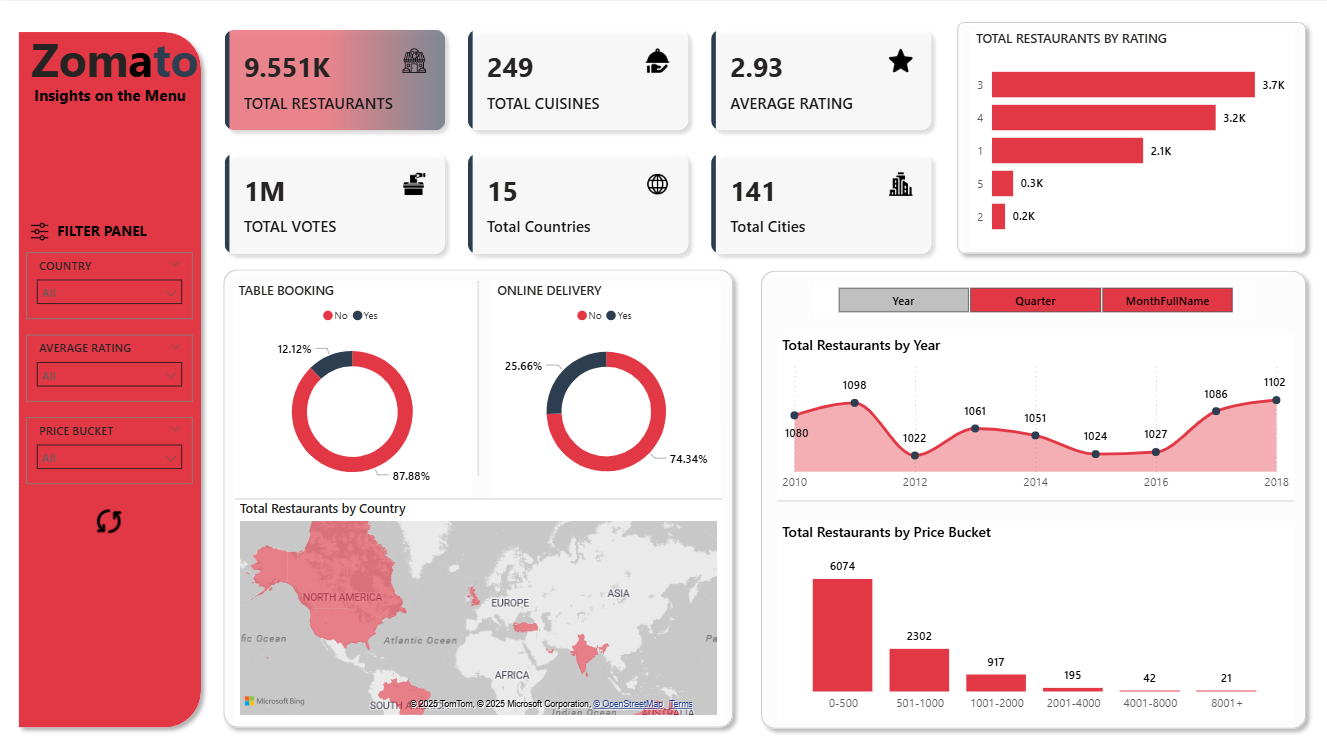 Zomato
Insights on the Menu
FILTER PANEL
COUNTRY
All
AVERAGE RATING
All
PRICE BUCKET
All
9.551K
TOTAL RESTAURANTS
249
TOTAL CUISINES
2.93
AVERAGE RATING
1M
TOTAL VOTES
15
Total Countries
141
Total Cities
TOTAL RESTAURANTS BY RATING
3 3.7K
4 3.2K
1 2.1K
5 0.3K
2 0.2K
TABLE BOOKING
No Yes
12.12%
87.88%
ONLINE DELIVERY
No Yes
25.66%
74.34%
Total Restaurants by Country
NORTH AMERICA
EUROPE
ASIA
fic Ocean
Atlantic Ocean
Pa
AFRICA
Microsoft Bing
SOUTH A
© 2025 TomTom, © 2025 Microsoft Corporation, © OpenStreetMap Terms
Indian Ocean
AUSTRALIA
Year Quarter MonthFullName
Total Restaurants by Year
1080 1098 1022 1061 1051 1024 1027 1086 1102
2010 2012 2014 2016 2018
Total Restaurants by Price Bucket
6074 2302 917 195 42 21
0-500 501-1000 1001-2000 2001-4000 4001-8000 8001+